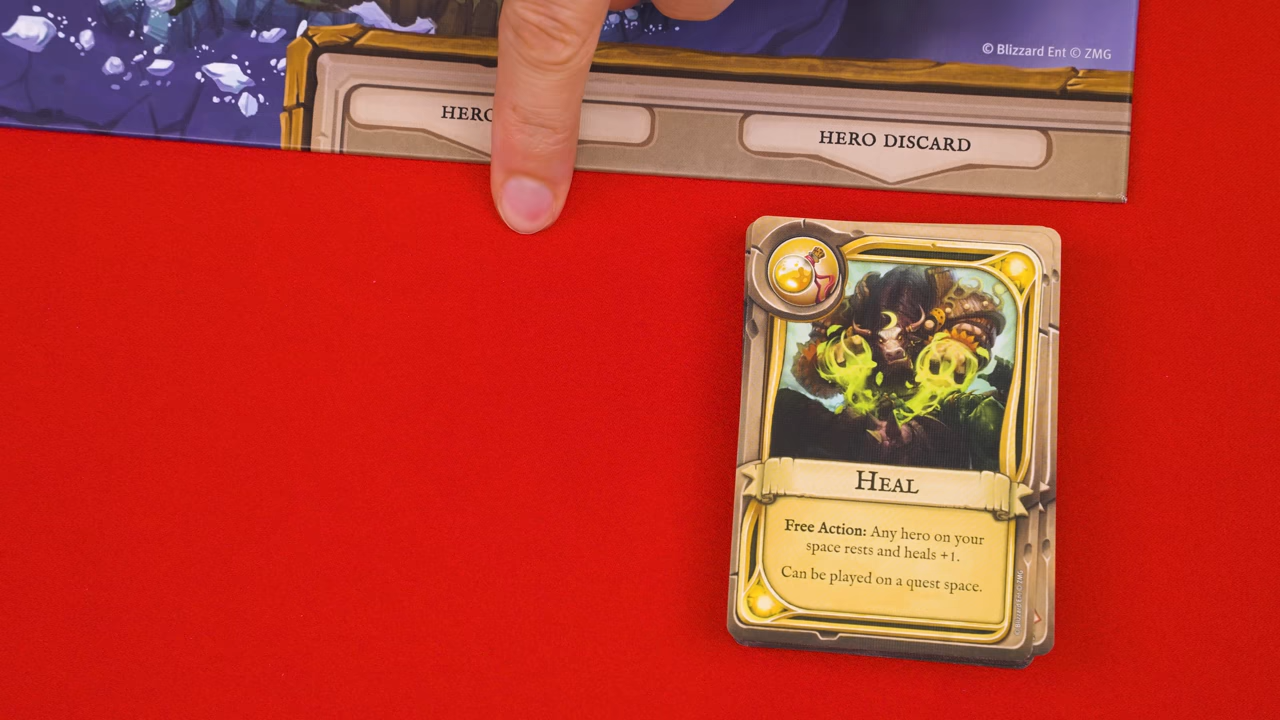 © Blizzard Ent © ZMG
HERO
HERO DISCARD
HEAL
Free Action: Any hero on your
space rests and heals +1.
Can be played on a quest space.